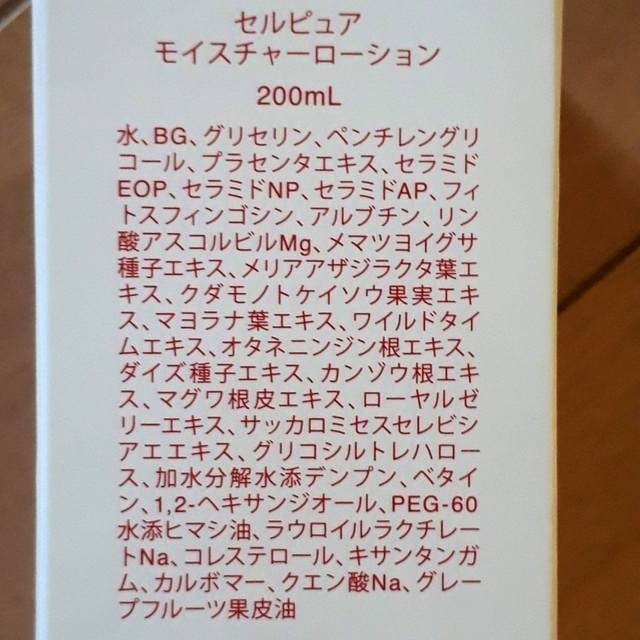 セルピュア
モイスチャーローション
200mL
水、BG、グリセリン、ペンチレングリ
コール、プラセンタエキス、セラミド
EOP、セラミドNP、セラミドAP、フィ
トスフィンゴシン、アルブチン、リン
酸アスコルビルMg、メマツヨイグサ
種子エキス、メリアアザジラクタ葉エ
キス、クダモノトケイソウ果実エキ
ス、マヨラナ葉エキス、ワイルドタイ
ムエキス、オタネニンジン根エキス、
ダイズ種子エキス、カンゾウ根エキ
ス、マグワ根皮エキス、ローヤルゼ
リーエキス、サッカロミセスセレビシ
アエエキス、グリコシルトレハロー
ス、加水分解水添デンプン、ベタイ
ン、1,2-ヘキサンジオール、PEG-60
水添ヒマシ油、ラウロイルラクチレー
トNa、コレステロール、キサンタンガ
ム、カルボマー、クエン酸Na、グレー
プフルーツ果皮油